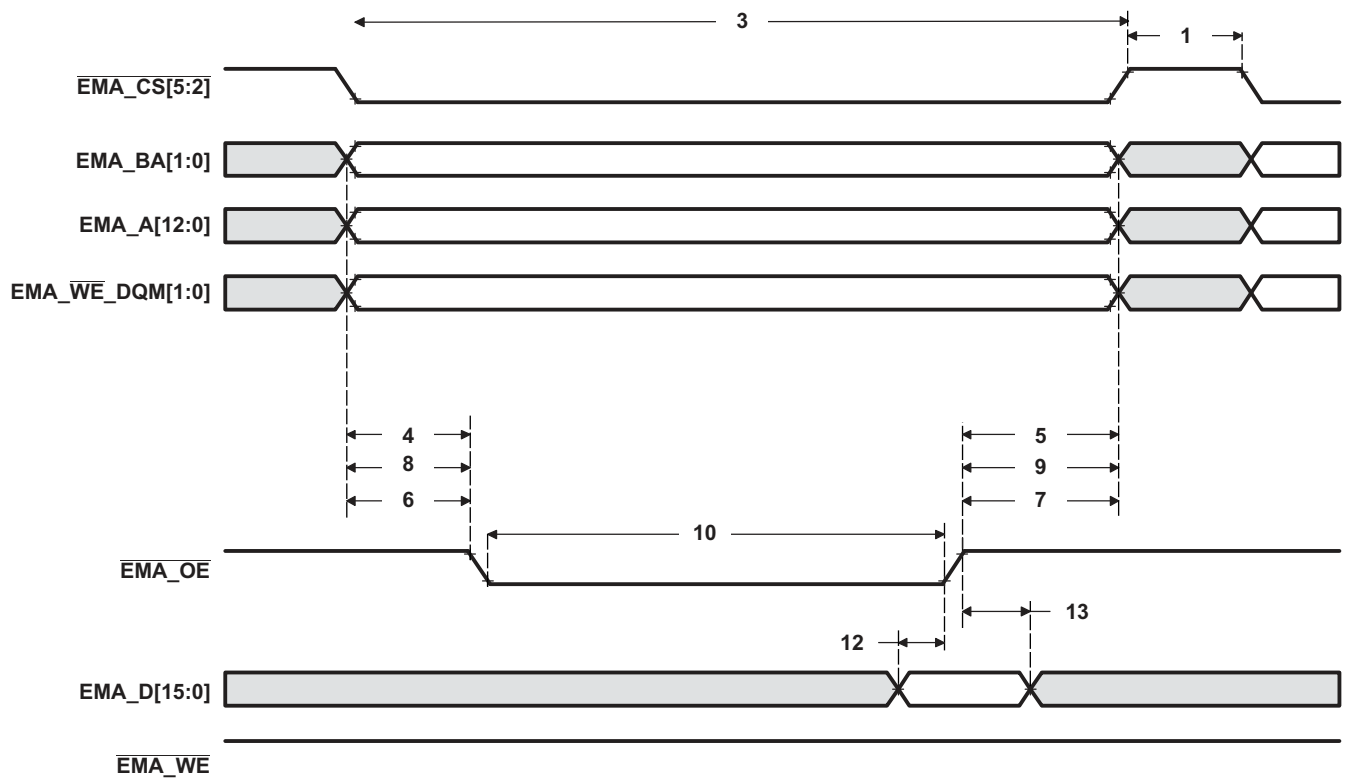 3
1
EMA_CS[5:2]
EMA_BA[1:0]
EMA_A[12:0]
EMA_WE_DQM[1:0]
4
5
8
9
6
7
10
EMA_OE
13
12
EMA_D[15:0]
EMA_WE